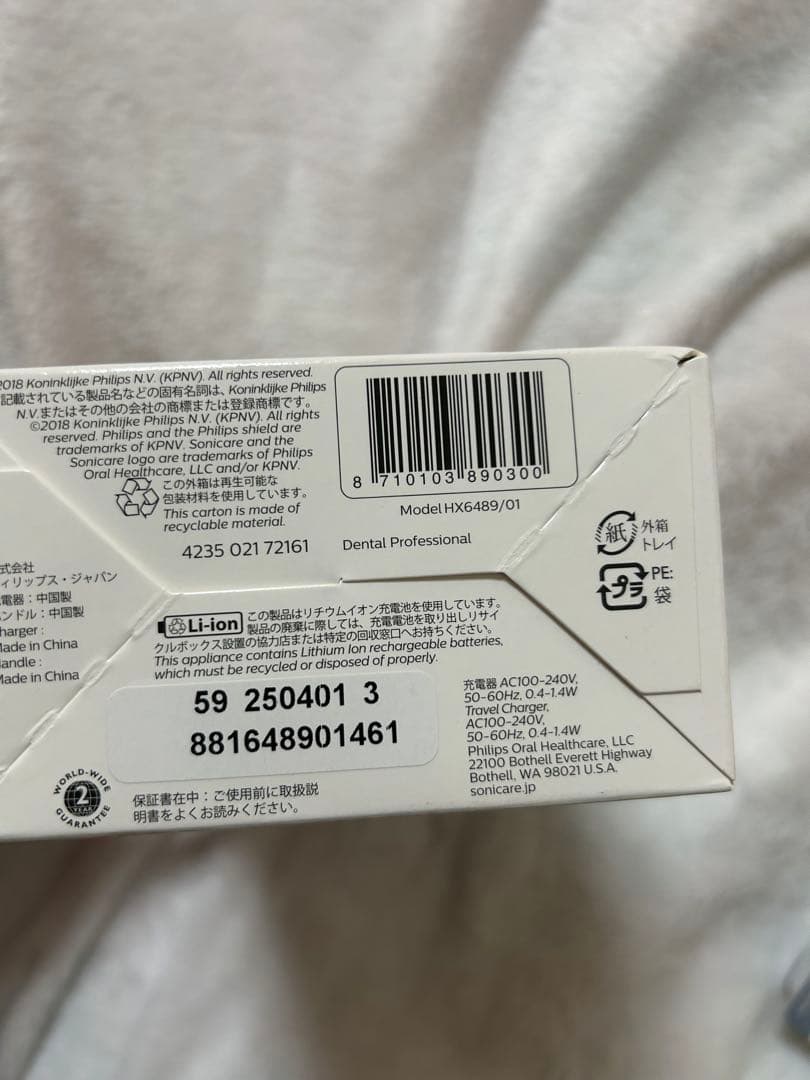 2018 Koninklijke Philips N.V. (KPNV). All rights reserved.
記載されている製品名などの固有名詞は、Koninklijke Philips
N.V.またはその他の会社の商標または登録商標です。
©2018 Koninklijke Philips N.V. (KPNV). All rights
reserved. Philips and the Philips shield are
trademarks of KPNV. Sonicare and the
Sonicare logo are trademarks of Philips
Oral Healthcare, LLC and/or KPNV.
この外箱は再生可能な
包装材料を使用しています。
This carton is made of
recyclable material.
4235 021 72161
8 710103 890300
Model HX6489/01
Dental Professional
紙 外箱
トレイ
プラ PE:
袋
式会社
ィリップス・ジャパン
電器：中国製
ンドル：中国製
harger :
Made in China
andle :
Made in China
Li-ion
この製品はリチウムイオン充電池を使用しています。
製品の廃棄に際しては、充電電池を取り出しリサイ
クルボックス設置の協力店または特定の回収窓口へお持ちください。
This appliance contains Lithium Ion rechargeable batteries,
which must be recycled or disposed of properly.
59 250401 3
881648901461
充電器 AC100-240V,
50-60Hz, 0.4-1.4W
Travel Charger,
AC100-240V,
50-60Hz, 0.4-1.4W
Philips Oral Healthcare, LLC
22100 Bothell Everett Highway
Bothell, WA 98021 U.S.A.
sonicare.jp
WORLD-WIDE
2
YEAR
GUARANTEE
保証書在中：ご使用前に取扱説
明書をよくお読みください。